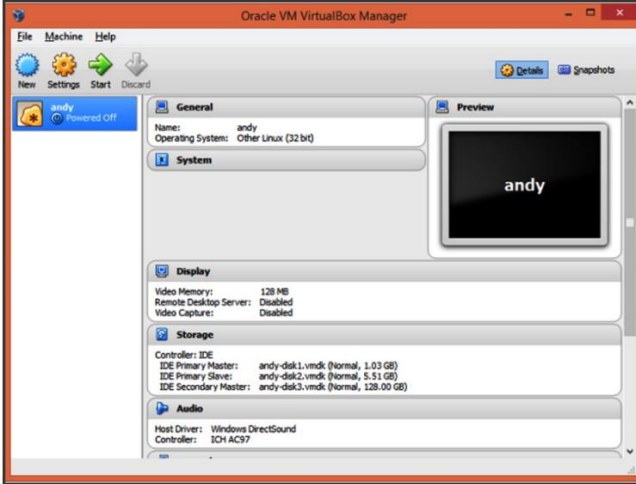 Oracle VM VirtualBox Manager
File Machine Help
New Settings Start Discard
Details Snapshots
andy
Powered Off
General
Name: andy
Operating System: Other Linux (32 bit)
Preview
andy
System
Display
Video Memory: 128 MB
Remote Desktop Server: Disabled
Video Capture: Disabled
Storage
Controller: IDE
IDE Primary Master: andy-disk1.vmdk (Normal, 1.03 GB)
IDE Primary Slave: andy-disk2.vmdk (Normal, 5.51 GB)
IDE Secondary Master: andy-disk3.vmdk (Normal, 128.00 GB)
Audio
Host Driver: Windows DirectSound
Controller: ICH AC97